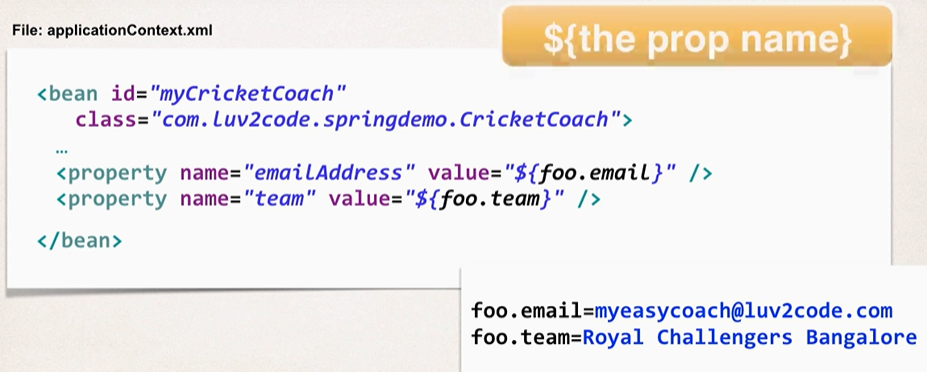 File: applicationContext.xml
${the prop name}
<bean id="myCricketCoach"
class="com.luv2code.springdemo.CricketCoach">
…
<property name="emailAddress" value="${foo.email}" />
<property name="team" value="${foo.team}" />
</bean>
foo.email=myeasycoach@luv2code.com
foo.team=Royal Challengers Bangalore